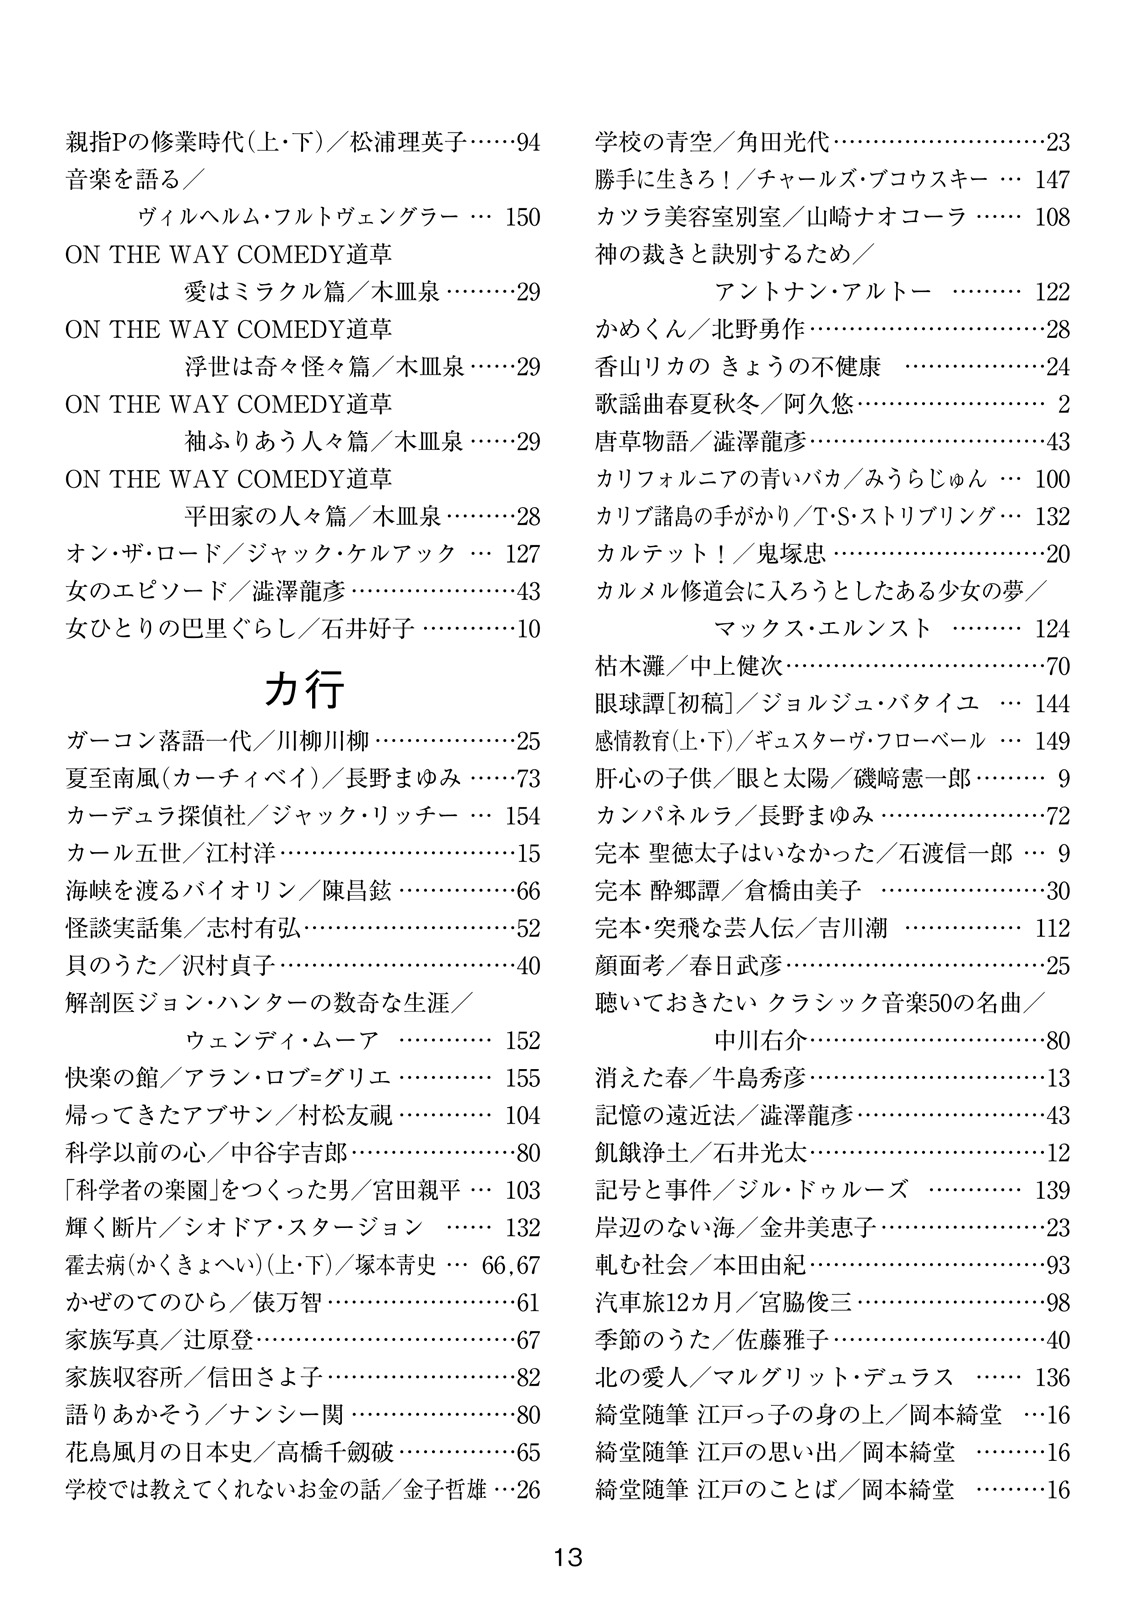 親指Pの修業時代(上・下)／松浦理英子……94
音楽を語る／
ヴィルヘルム・フルトヴェングラー … 150
ON THE WAY COMEDY道草
愛はミラクル篇／木皿泉………29
ON THE WAY COMEDY道草
浮世は奇々怪々篇／木皿泉……29
ON THE WAY COMEDY道草
袖ふりあう人々篇／木皿泉……29
ON THE WAY COMEDY道草
平田家の人々篇／木皿泉………28
オン・ザ・ロード／ジャック・ケルアック … 127
女のエピソード／澁澤龍彥…………………43
女ひとりの巴里ぐらし／石井好子…………10
カ行
ガーコン落語一代／川柳川柳………………25
夏至南風(カーチィベイ)／長野まゆみ……73
カーデュラ探偵社／ジャック・リッチー … 154
カール五世／江村洋…………………………15
海峡を渡るバイオリン／陳昌鉉……………66
怪談実話集／志村有弘………………………52
貝のうた／沢村貞子…………………………40
解剖医ジョン・ハンターの数奇な生涯／
ウェンディ・ムーア ………… 152
快楽の館／アラン・ロブ=グリエ………… 155
帰ってきたアブサン／村松友視………… 104
科学以前の心／中谷宇吉郎…………………80
「科学者の楽園」をつくった男／宮田親平 … 103
輝く断片／シオドア・スタージョン …… 132
霍去病(かくきょへい)(上・下)／塚本靑史 … 66,67
かぜのてのひら／俵万智……………………61
家族写真／辻原登……………………………67
家族収容所／信田さよ子……………………82
語りあかそう／ナンシー関…………………80
花鳥風月の日本史／高橋千劔破……………65
学校では教えてくれないお金の話／金子哲雄…26
学校の青空／角田光代………………………23
勝手に生きろ！／チャールズ・ブコウスキー … 147
カツラ美容室別室／山崎ナオコーラ…… 108
神の裁きと訣別するため／
アントナン・アルトー ……… 122
かめくん／北野勇作…………………………28
香山リカの きょうの不健康 ………………24
歌謡曲春夏秋冬／阿久悠…………………… 2
唐草物語／澁澤龍彥…………………………43
カリフォルニアの青いバカ／みうらじゅん … 100
カリブ諸島の手がかり／T・S・ストリブリング… 132
カルテット！／鬼塚忠………………………20
カルメル修道会に入ろうとしたある少女の夢／
マックス・エルンスト ……… 124
枯木灘／中上健次……………………………70
眼球譚[初稿]／ジョルジュ・バタイユ … 144
感情教育(上・下)／ギュスターヴ・フローベール … 149
肝心の子供／眼と太陽／磯﨑憲一郎……… 9
カンパネルラ／長野まゆみ…………………72
完本 聖徳太子はいなかった／石渡信一郎 … 9
完本 酔郷譚／倉橋由美子 …………………30
完本・突飛な芸人伝／吉川潮 …………… 112
顔面考／春日武彦……………………………25
聴いておきたい クラシック音楽50の名曲／
中川右介…………………………80
消えた春／牛島秀彦…………………………13
記憶の遠近法／澁澤龍彥……………………43
飢餓浄土／石井光太…………………………12
記号と事件／ジル・ドゥルーズ ………… 139
岸辺のない海／金井美恵子…………………23
軋む社会／本田由紀…………………………93
汽車旅12カ月／宮脇俊三……………………98
季節のうた／佐藤雅子………………………40
北の愛人／マルグリット・デュラス …… 136
綺堂随筆 江戸っ子の身の上／岡本綺堂 …16
綺堂随筆 江戸の思い出／岡本綺堂 ………16
綺堂随筆 江戸のことば／岡本綺堂 ………16
13